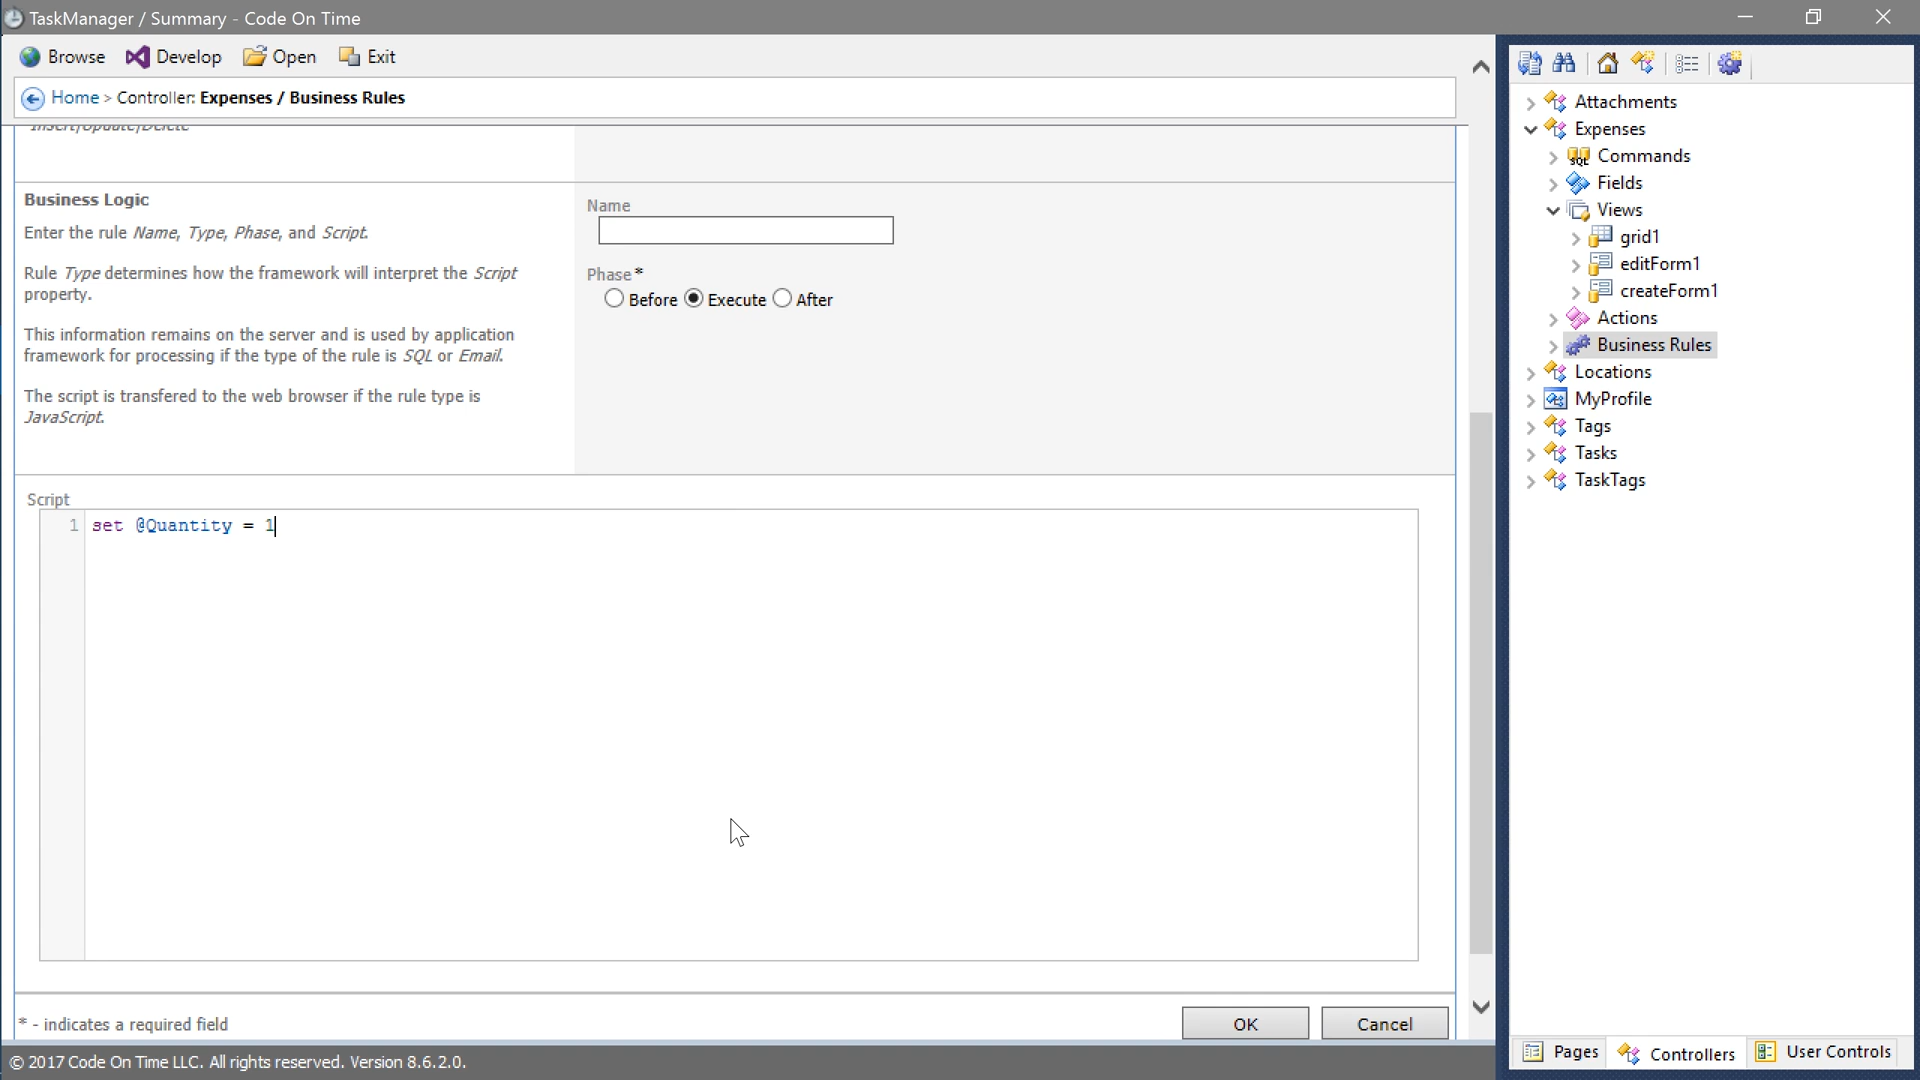 TaskManager / Summary - Code On Time
Browse Develop Open Exit
Home > Controller: Expenses / Business Rules
Insert/Update/Delete
Business Logic
Enter the rule Name, Type, Phase, and Script.
Rule Type determines how the framework will interpret the Script
property.
This information remains on the server and is used by application
framework for processing if the type of the rule is SQL or Email.
The script is transfered to the web browser if the rule type is
JavaScript.
Name
Phase *
Before Execute After
Script
1 set @Quantity = 1
* - indicates a required field
OK Cancel
© 2017 Code On Time LLC. All rights reserved. Version 8.6.2.0.
Attachments
Expenses
SQL Commands
Fields
Views
grid1
editForm1
createForm1
Actions
Business Rules
Locations
MyProfile
Tags
Tasks
TaskTags
Pages Controllers User Controls